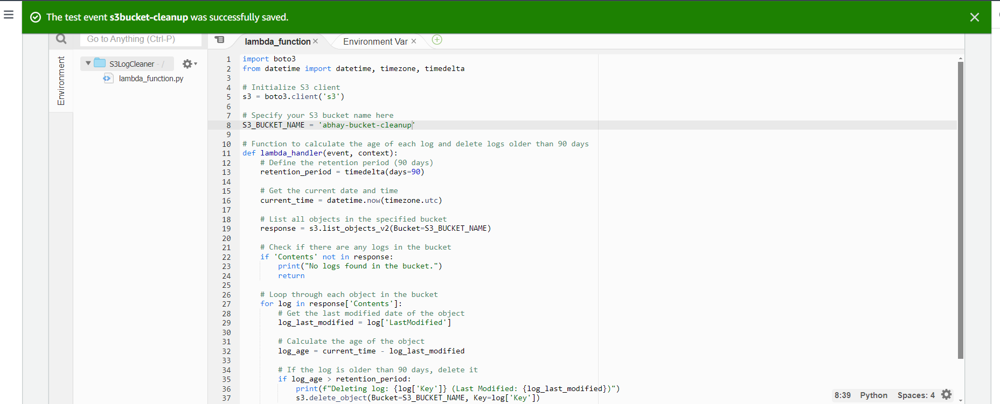 The test event s3bucket-cleanup was successfully saved.
Go to Anything (Ctrl-P)
lambda_function ×
Environment Var ×
Environment
S3LogCleaner - /
lambda_function.py
1 import boto3
2 from datetime import datetime, timezone, timedelta
3
4 # Initialize S3 client
5 s3 = boto3.client('s3')
6
7 # Specify your S3 bucket name here
8 S3_BUCKET_NAME = 'abhay-bucket-cleanup'
9
10 # Function to calculate the age of each log and delete logs older than 90 days
11 def lambda_handler(event, context):
12     # Define the retention period (90 days)
13     retention_period = timedelta(days=90)
14
15     # Get the current date and time
16     current_time = datetime.now(timezone.utc)
17
18     # List all objects in the specified bucket
19     response = s3.list_objects_v2(Bucket=S3_BUCKET_NAME)
20
21     # Check if there are any logs in the bucket
22     if 'Contents' not in response:
23         print("No logs found in the bucket.")
24         return
25
26     # Loop through each object in the bucket
27     for log in response['Contents']:
28         # Get the last modified date of the object
29         log_last_modified = log['LastModified']
30
31         # Calculate the age of the object
32         log_age = current_time - log_last_modified
33
34         # If the log is older than 90 days, delete it
35         if log_age > retention_period:
36             print(f"Deleting log: {log['Key']} (Last Modified: {log_last_modified})")
37             s3.delete_object(Bucket=S3_BUCKET_NAME, Key=log['Key'])
8:39 Python Spaces: 4